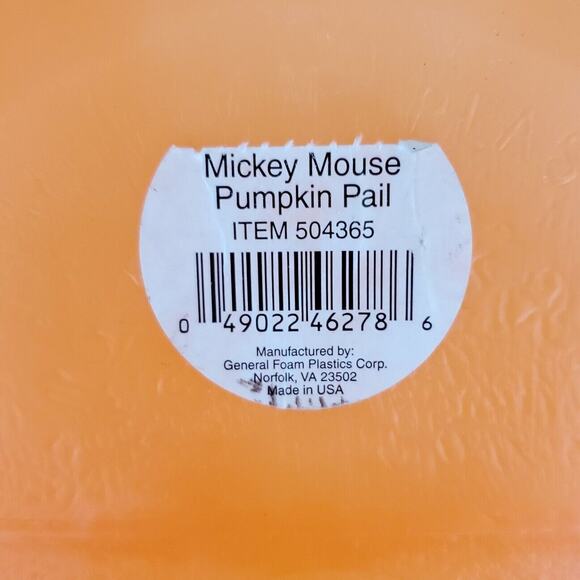 Mickey Mouse
Pumpkin Pail
ITEM 504365
0 49022 46278 6
Manufactured by:
General Foam Plastics Corp.
Norfolk, VA 23502
Made in USA